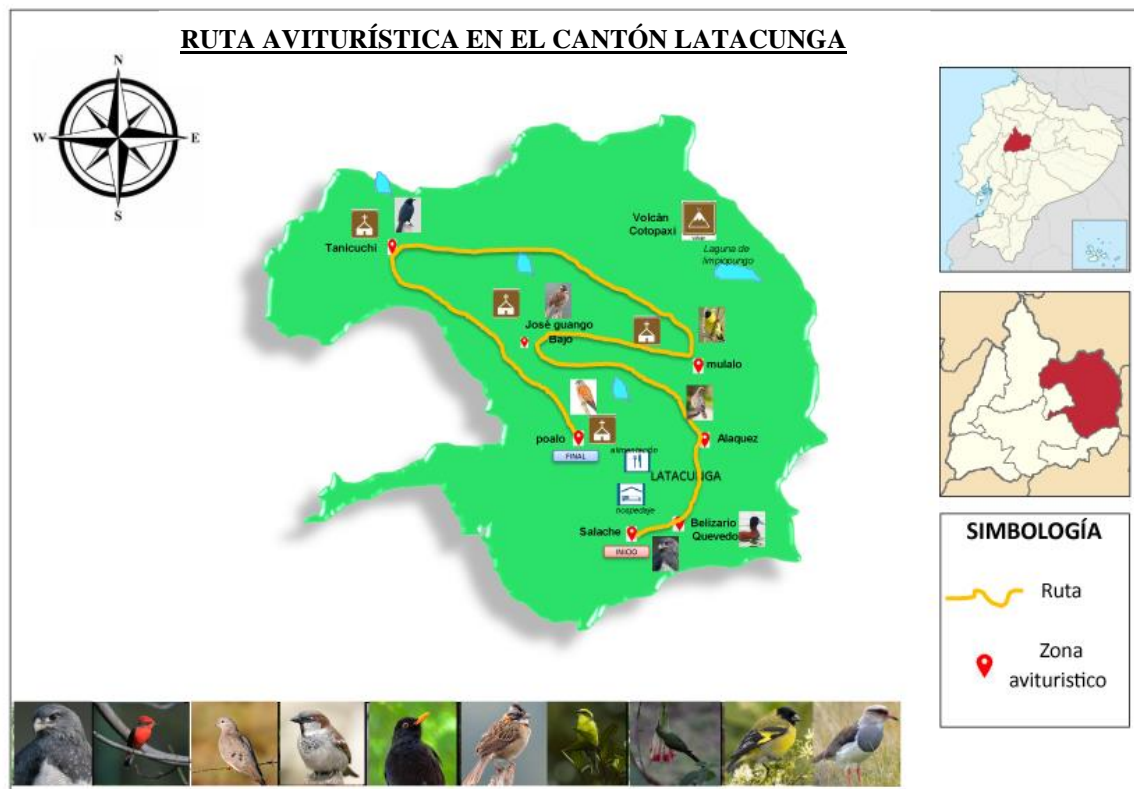 RUTA AVITURÍSTICA EN EL CANTÓN LATACUNGA
N
W
E
S
Volcán
Cotopaxi
Laguna de
limpiopungo
Tanicuchi
José guango
Bajo
mulalo
poalo
FINAL
Alaquez
LATACUNGA
hospedaje
Salache
INICIO
Belizario
Quevedo
SIMBOLOGÍA
Ruta
Zona
avituristico